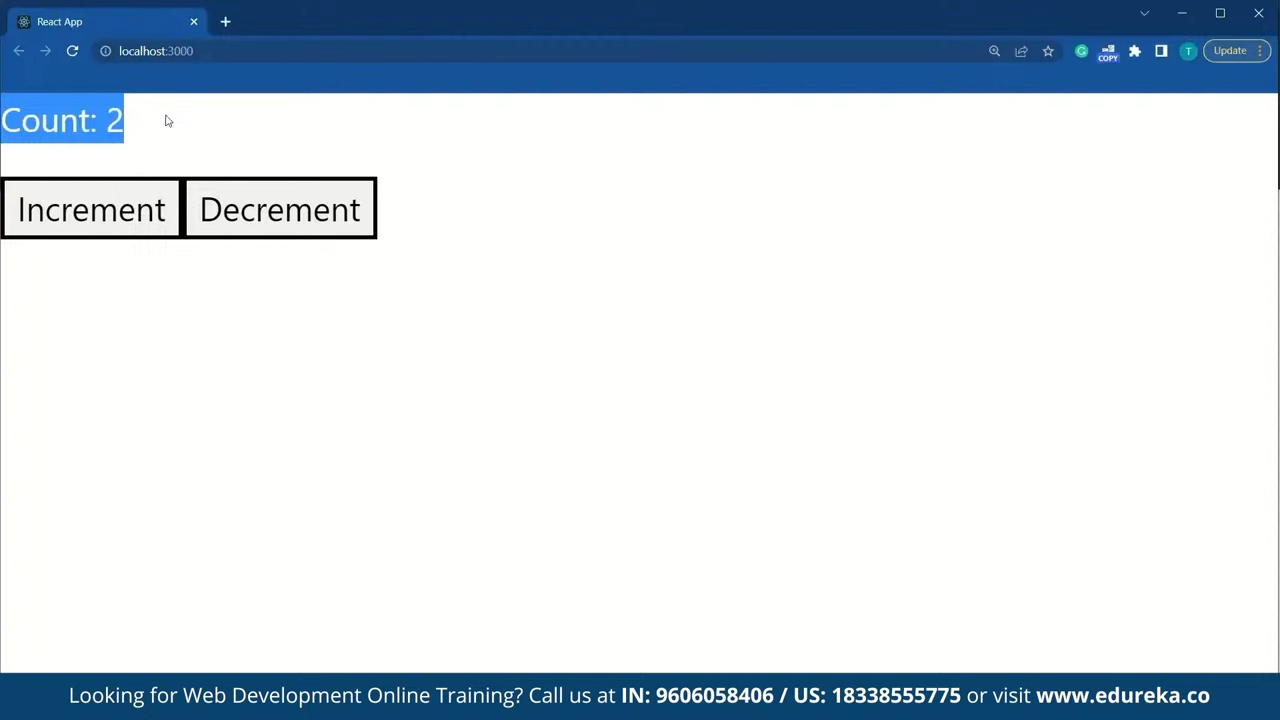 React App
localhost:3000
COPY
T
Update
Count: 2
Increment Decrement
Looking for Web Development Online Training? Call us at IN: 9606058406 / US: 18338555775 or visit www.edureka.co